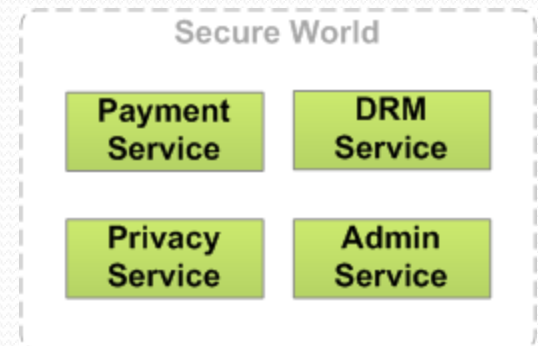 Secure World
Payment
Service
DRM
Service
Privacy
Service
Admin
Service